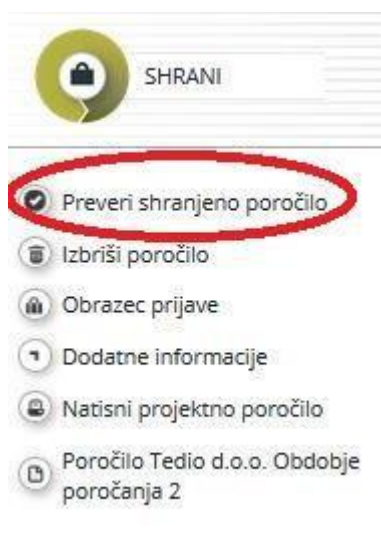 SHRANI
Preveri shranjeno poročilo
Izbriši poročilo
Obrazec prijave
Dodatne informacije
Natisni projektno poročilo
Poročilo Tedio d.o.o. Obdobje
poročanja 2